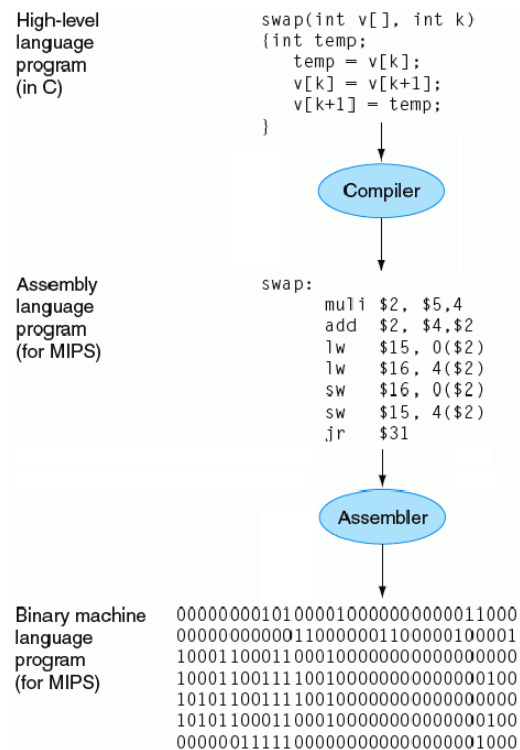 High-level
language
program
(in C)
swap(int v[], int k)
{int temp;
temp = v[k];
v[k] = v[k+1];
v[k+1] = temp;
}
Compiler
Assembly
language
program
(for MIPS)
swap:
muli $2, $5,4
add $2, $4,$2
lw $15, 0($2)
lw $16, 4($2)
sw $16, 0($2)
sw $15, 4($2)
jr $31
Assembler
Binary machine
language
program
(for MIPS)
00000000101000010000000000011000
00000000000110000001100000100001
10001100011000100000000000000000
10001100111100100000000000000100
10101100111100100000000000000000
10101100011000100000000000000100
00000011111000000000000000001000